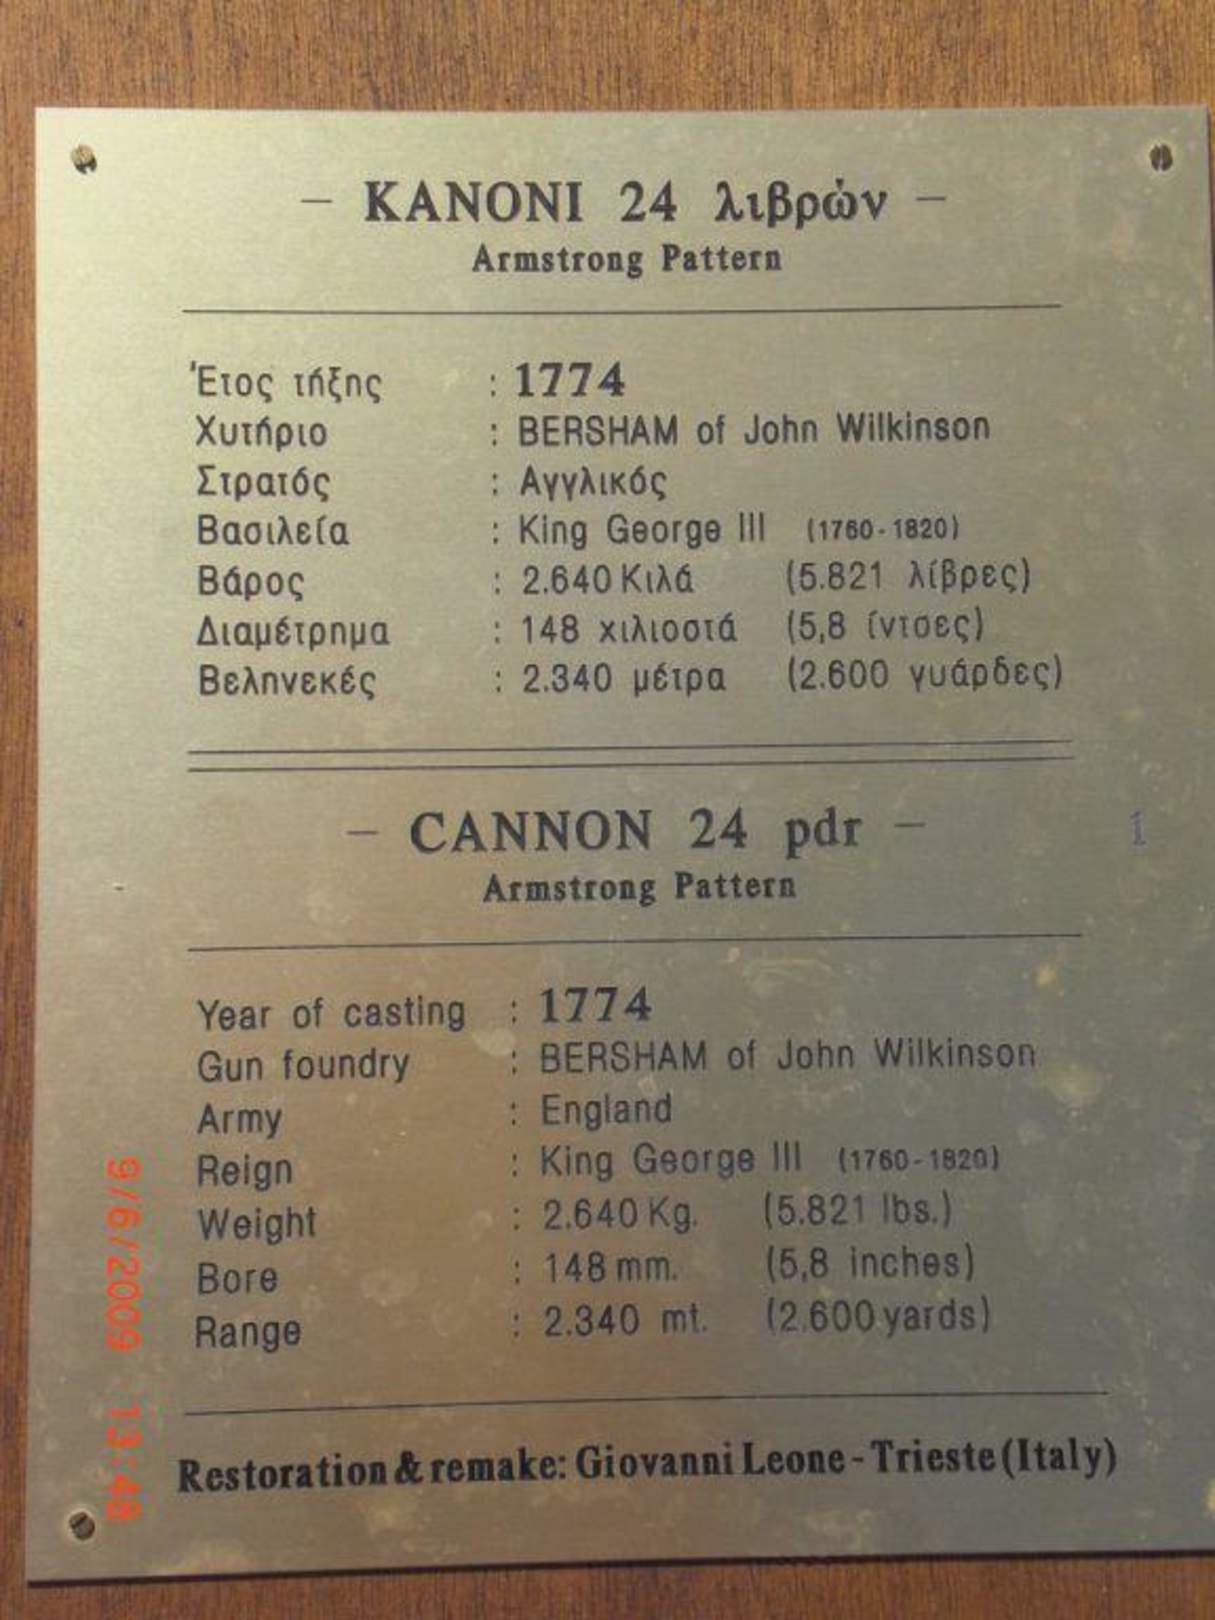 – ΚΑΝΟΝΙ 24 λιβρών –
Armstrong Pattern
Έτος τήξης : 1774
Χυτήριο : BERSHAM of John Wilkinson
Στρατός : Αγγλικός
Βασιλεία : King George III (1760-1820)
Βάρος : 2.640 Κιλά (5.821 λίβρες)
Διαμέτρημα : 148 χιλιοστά (5,8 ίντσες)
Βεληνεκές : 2.340 μέτρα (2.600 γυάρδες)
– CANNON 24 pdr –
1
Armstrong Pattern
Year of casting : 1774
Gun foundry : BERSHAM of John Wilkinson
Army : England
Reign : King George III (1760-1820)
Weight : 2.640 Kg. (5.821 lbs.)
Bore : 148 mm. (5,8 inches)
Range : 2.340 mt. (2.600 yards)
Restoration & remake: Giovanni Leone - Trieste (Italy)
9/6/2009 13:48